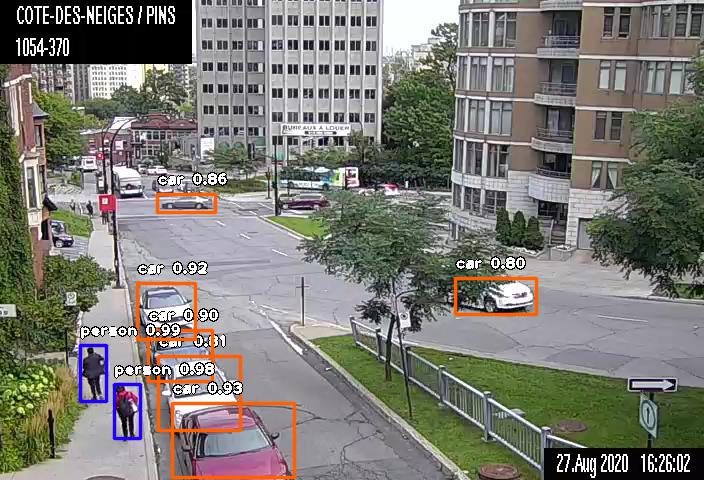 COTE-DES-NEIGES / PINS
1054-370
BUREAUX A LOUER
car 0.86
car 0.80
car 0.92
car 0.90
0.81
person 0.99
person 0.98
car 0.93
1
27.Aug 2020 16:26:02